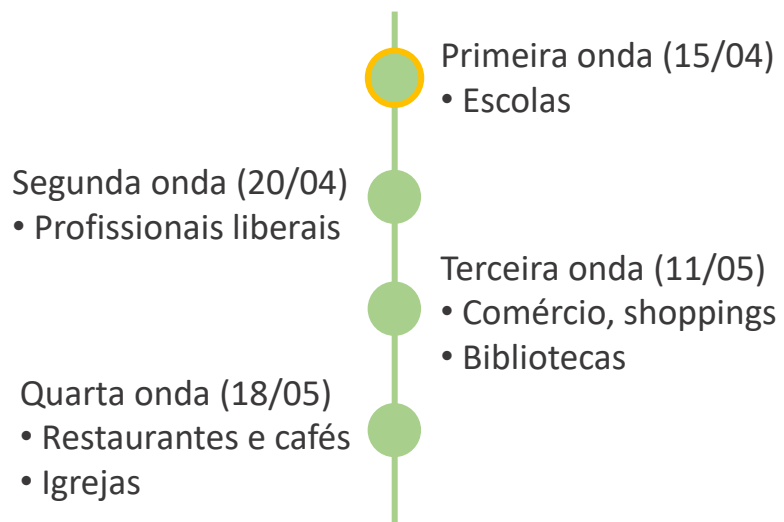 Primeira onda (15/04)
• Escolas
Segunda onda (20/04)
• Profissionais liberais
Terceira onda (11/05)
• Comércio, shoppings
• Bibliotecas
Quarta onda (18/05)
• Restaurantes e cafés
• Igrejas